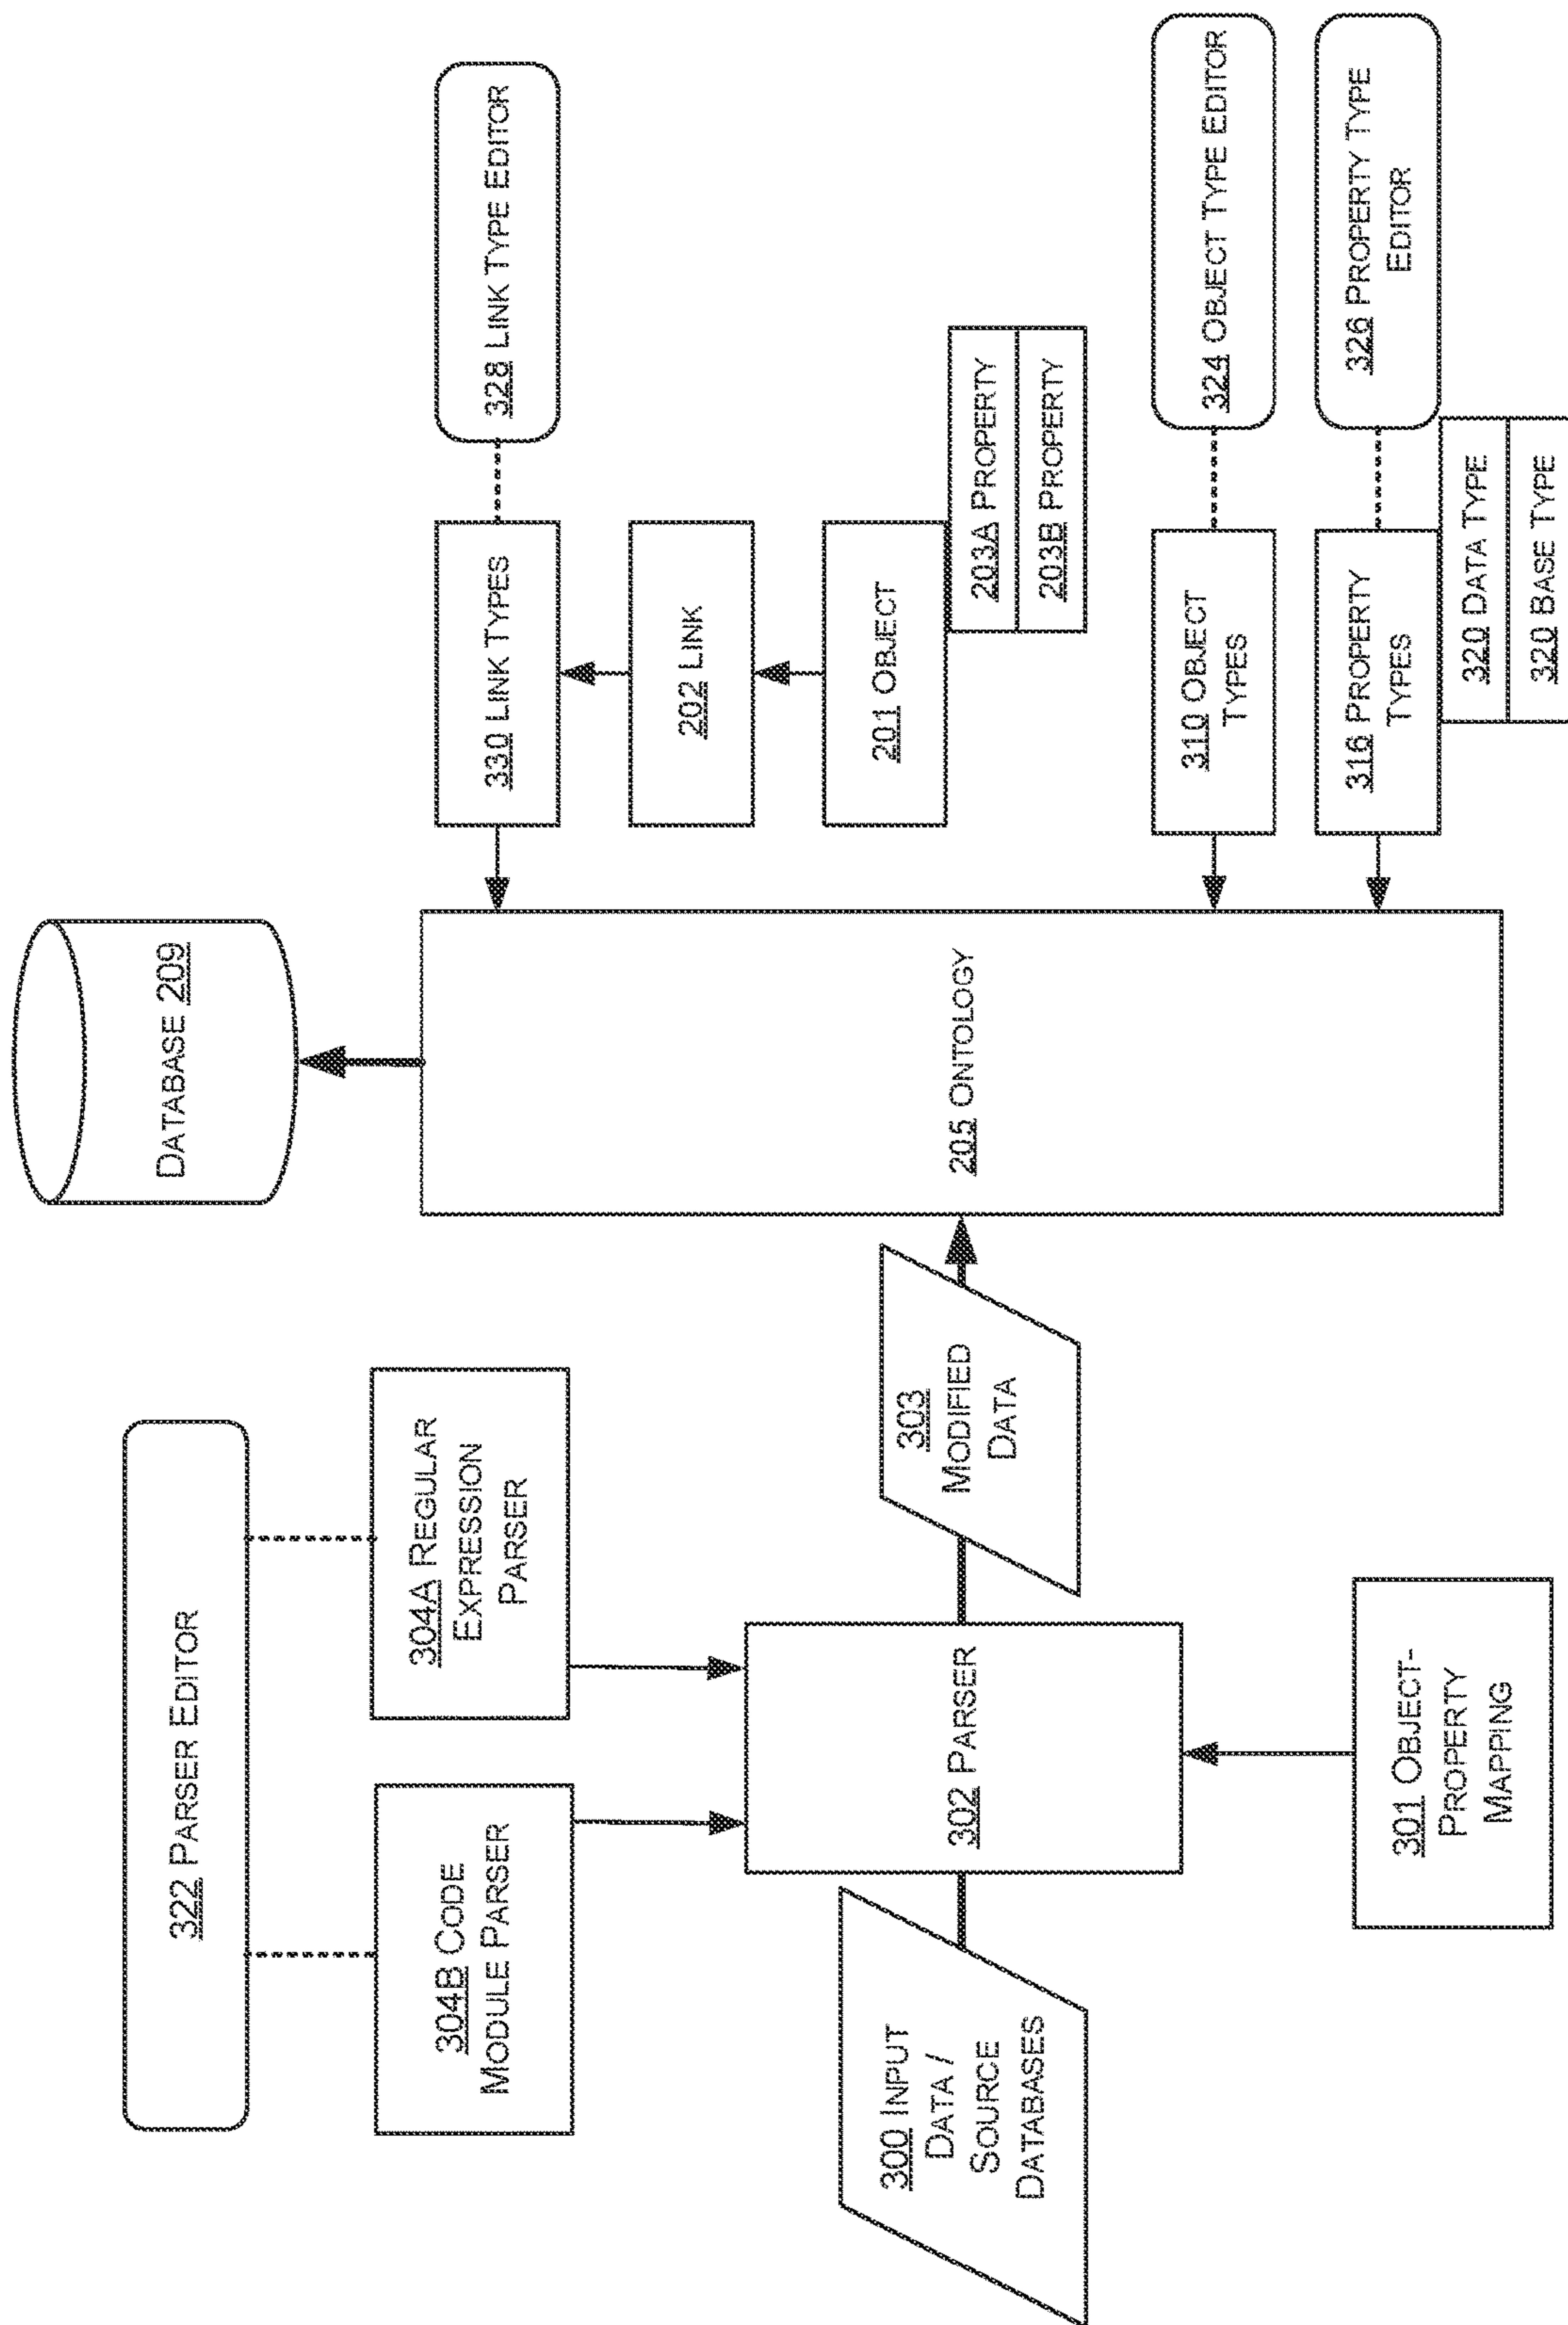 322 PARSER EDITOR
304B CODE
MODULE PARSER
304A REGULAR
EXPRESSION
PARSER
300 INPUT
DATA /
SOURCE
DATABASES
302 PARSER
303
MODIFIED
DATA
301 OBJECT-
PROPERTY
MAPPING
DATABASE 209
205 ONTOLOGY
330 LINK TYPES
328 LINK TYPE EDITOR
202 LINK
201 OBJECT
203A PROPERTY
203B PROPERTY
310 OBJECT
TYPES
324 OBJECT TYPE EDITOR
316 PROPERTY
TYPES
326 PROPERTY TYPE
EDITOR
320 DATA TYPE
320 BASE TYPE